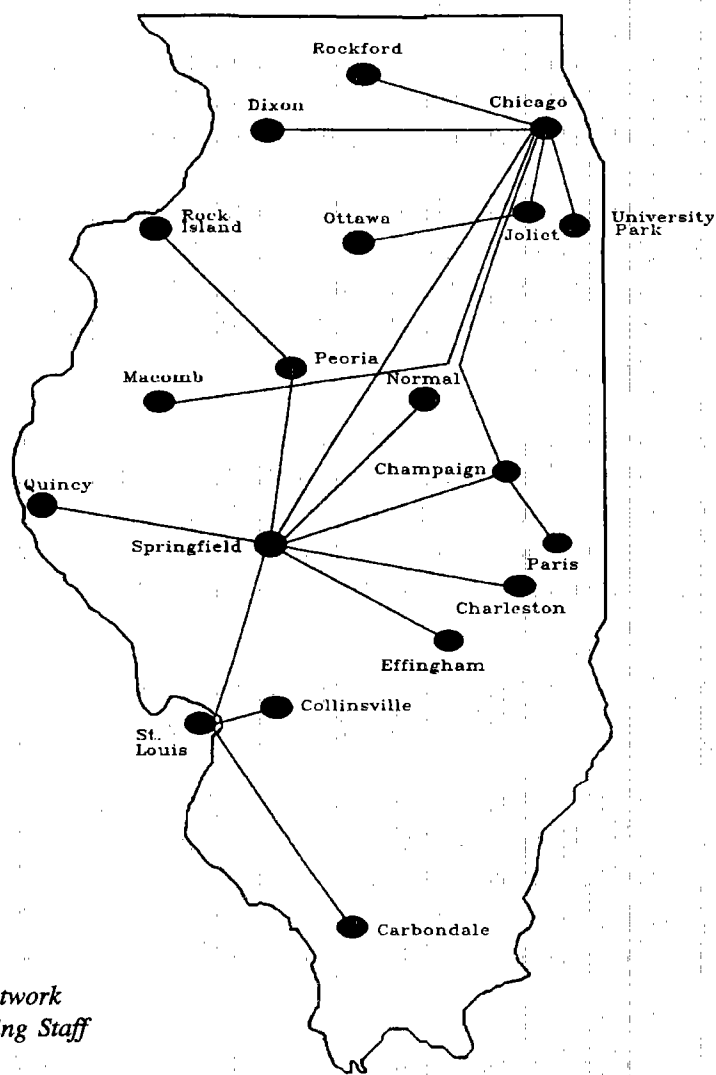 Rockford
Dixon
Chicago
Rock
Island
Ottawa
Joliet
University
Park
Peoria
Macomb
Normal
Champaign
Quincy
Springfield
Paris
Charleston
Effingham
Collinsville
St.
Louis
Carbondale
twork
ng Staff